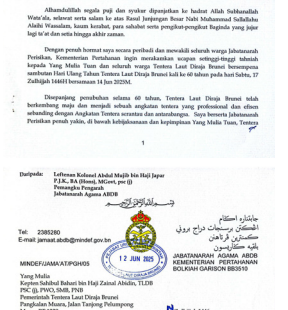 Alhamdulillah, segala puji dan syukur dipanjatkan ke hadrat Allah Subhanallah
Wata'ala, selawat serta salam ke atas Rasul Junjungan Besar Nabi Muhammad Sallallahu
Alaihi Wassalam, kaum kerabat, para sahabat serta pengikut-pengikut Baginda yang jujur
lagi ta'at dan setia hingga akhir zaman.
Dengan penuh hormat saya secara peribadi dan mewakili seluruh warga Jabatanarah
Perisikan, Kementerian Pertahanan ingin merakamkan ucapan setinggi-tinggi tahniah
kepada Yang Mulia Tuan dan seluruh warga Tentera Laut Diraja Brunei bersempena
sambutan Hari Ulang Tahun Tentera Laut Diraja Brunei kali ke 60 tahun pada hari Sabtu, 17
Zulhijjah 1446H bersamaan 14 Jun 2025M.
Disepanjang penubuhan selama 60 tahun, Tentera Laut Diraja Brunei telah
berkembang maju dan menjadi sebuah angkatan tentera yang professional dan efisen
sebanding dengan Angkatan Tentera serantau dan antarabangsa. Saya berserta Jabatanarah
Perisikan penuh yakin, di bawah kebijaksanaan dan kepimpinan Yang Mulia Tuan, Tentera
1
Daripada:
Leftenan Kolonel Abdul Mujib bin Haji Japar
P.J.K., BA (Hons), MGovt, psc (j)
Pemangku Pengarah
Jabatanarah Agama ABDB
Tel: 2385280
E-mail: jamaat.abdb@mindef.gov.bn
12 JUN 2025
JABATANARAH AGAMA ABDB
KEMENTERIAN PERTAHANAN
BOLKIAH GARISON BB3510
MINDEF/JAMA'AT/PGH/05
Yang Mulia
Kepten Sahibul Bahari bin Haji Zainal Abidin, TLDB
PSC (j), PWO, SMB, PNB
Pemerintah Tentera Laut Diraja Brunei
Pangkalan Muara, Jalan Tanjong Pelumpong